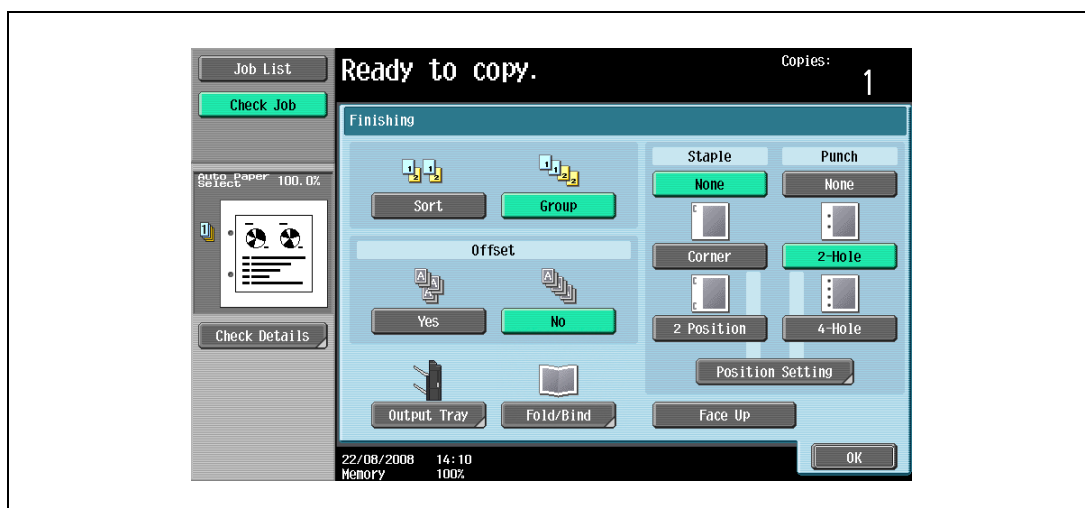 Job List
Check Job
Auto Paper
Select 100.0%
Check Details
Ready to copy.
Copies:
1
Finishing
Sort
Group
Offset
Yes
No
Output Tray
Fold/Bind
Staple
Punch
None
None
Corner
2-Hole
2 Position
4-Hole
Position Setting
Face Up
OK
22/08/2008 14:10
Memory 100%